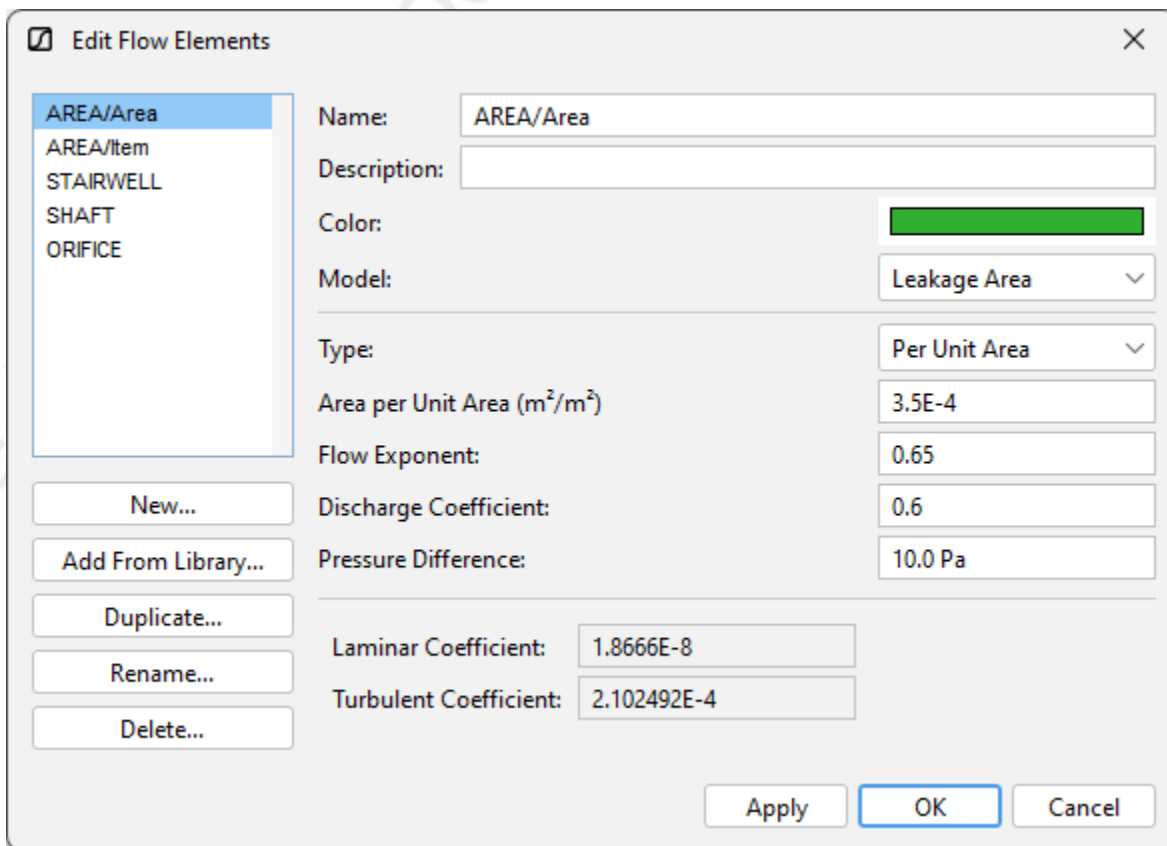 Edit Flow Elements
AREA/Area
AREA/Item
STAIRWELL
SHAFT
ORIFICE
New...
Add From Library...
Duplicate...
Rename...
Delete...
Name: AREA/Area
Description:
Color:
Model: Leakage Area
Type: Per Unit Area
Area per Unit Area (m²/m²) 3.5E-4
Flow Exponent: 0.65
Discharge Coefficient: 0.6
Pressure Difference: 10.0 Pa
Laminar Coefficient: 1.8666E-8
Turbulent Coefficient: 2.102492E-4
Apply OK Cancel